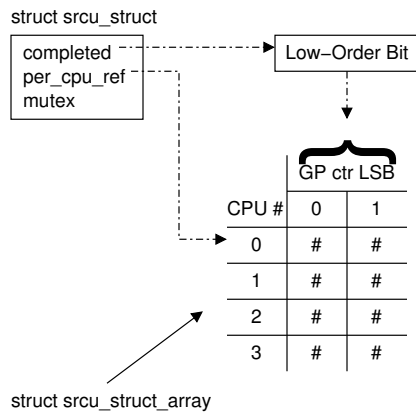 struct srcu_struct
completed
per_cpu_ref
mutex
Low−Order Bit
GP ctr LSB
CPU # 0 1
0 # #
1 # #
2 # #
3 # #
struct srcu_struct_array